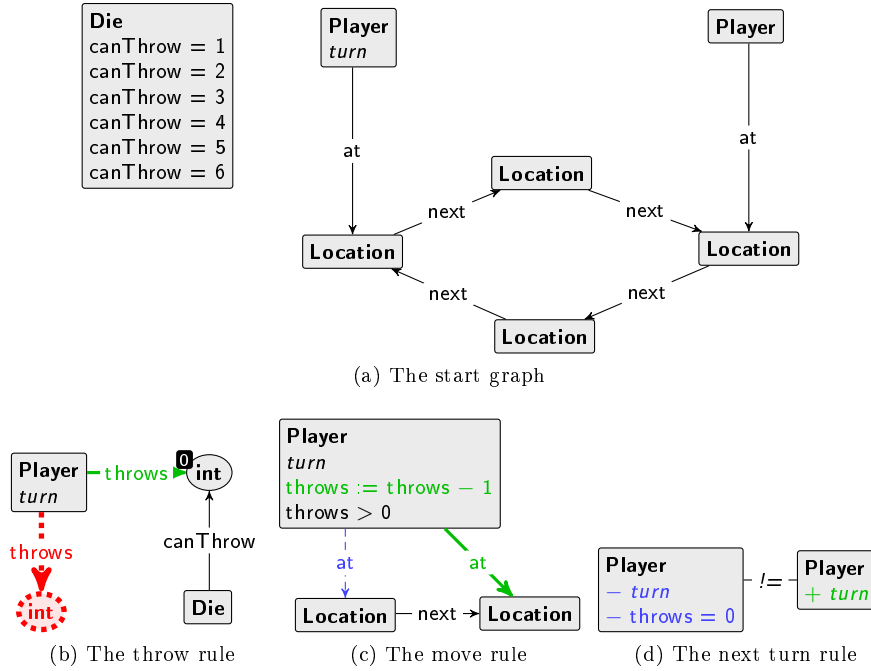 Die
canThrow = 1
canThrow = 2
canThrow = 3
canThrow = 4
canThrow = 5
canThrow = 6
Player
turn
Player
at
at
Location
next
next
Location
Location
next
next
Location
(a) The start graph
Player
turn
throws
0
int
throws
canThrow
int
Die
(b) The throw rule
Player
turn
throws := throws − 1
throws > 0
at
at
Location
next
Location
(c) The move rule
Player
− turn
− throws = 0
!=
Player
+ turn
(d) The next turn rule